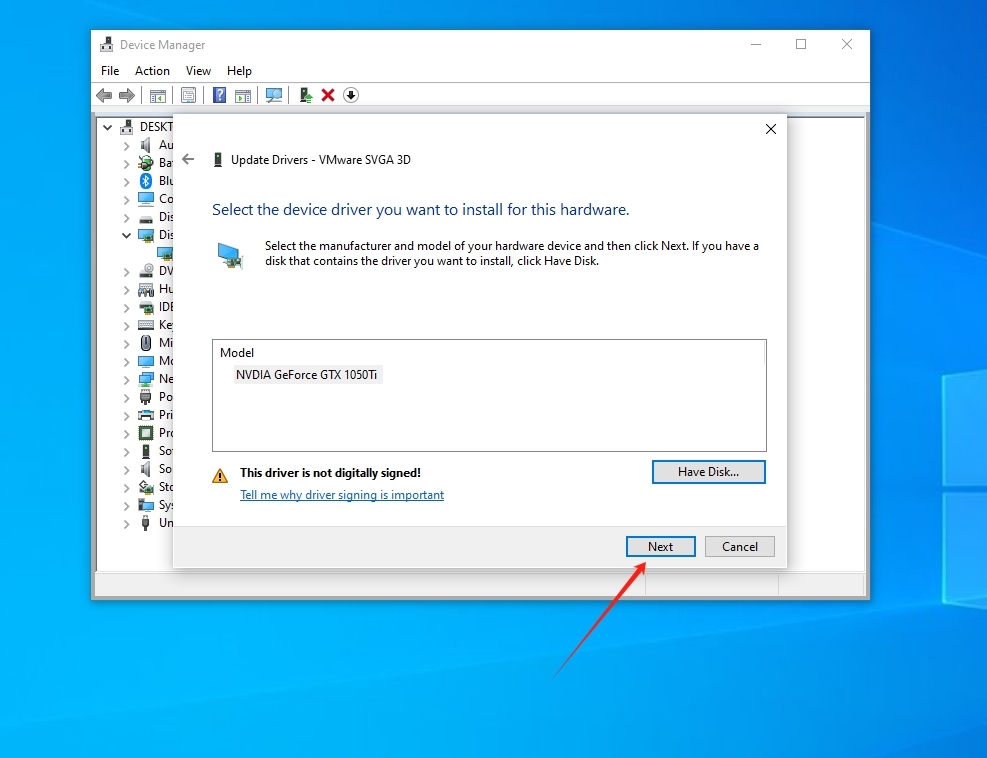 Device Manager
File Action View Help
DESKT
Au
Bat
Blu
Co
Dis
Dis
DV
Hu
IDE
Key
Mi
Mo
Ne
Po
Pri
Pro
So
So
Sto
Sys
Un
Update Drivers - VMware SVGA 3D
Select the device driver you want to install for this hardware.
Select the manufacturer and model of your hardware device and then click Next. If you have a
disk that contains the driver you want to install, click Have Disk.
Model
NVDIA GeForce GTX 1050Ti
This driver is not digitally signed!
Have Disk...
Tell me why driver signing is important
Next Cancel